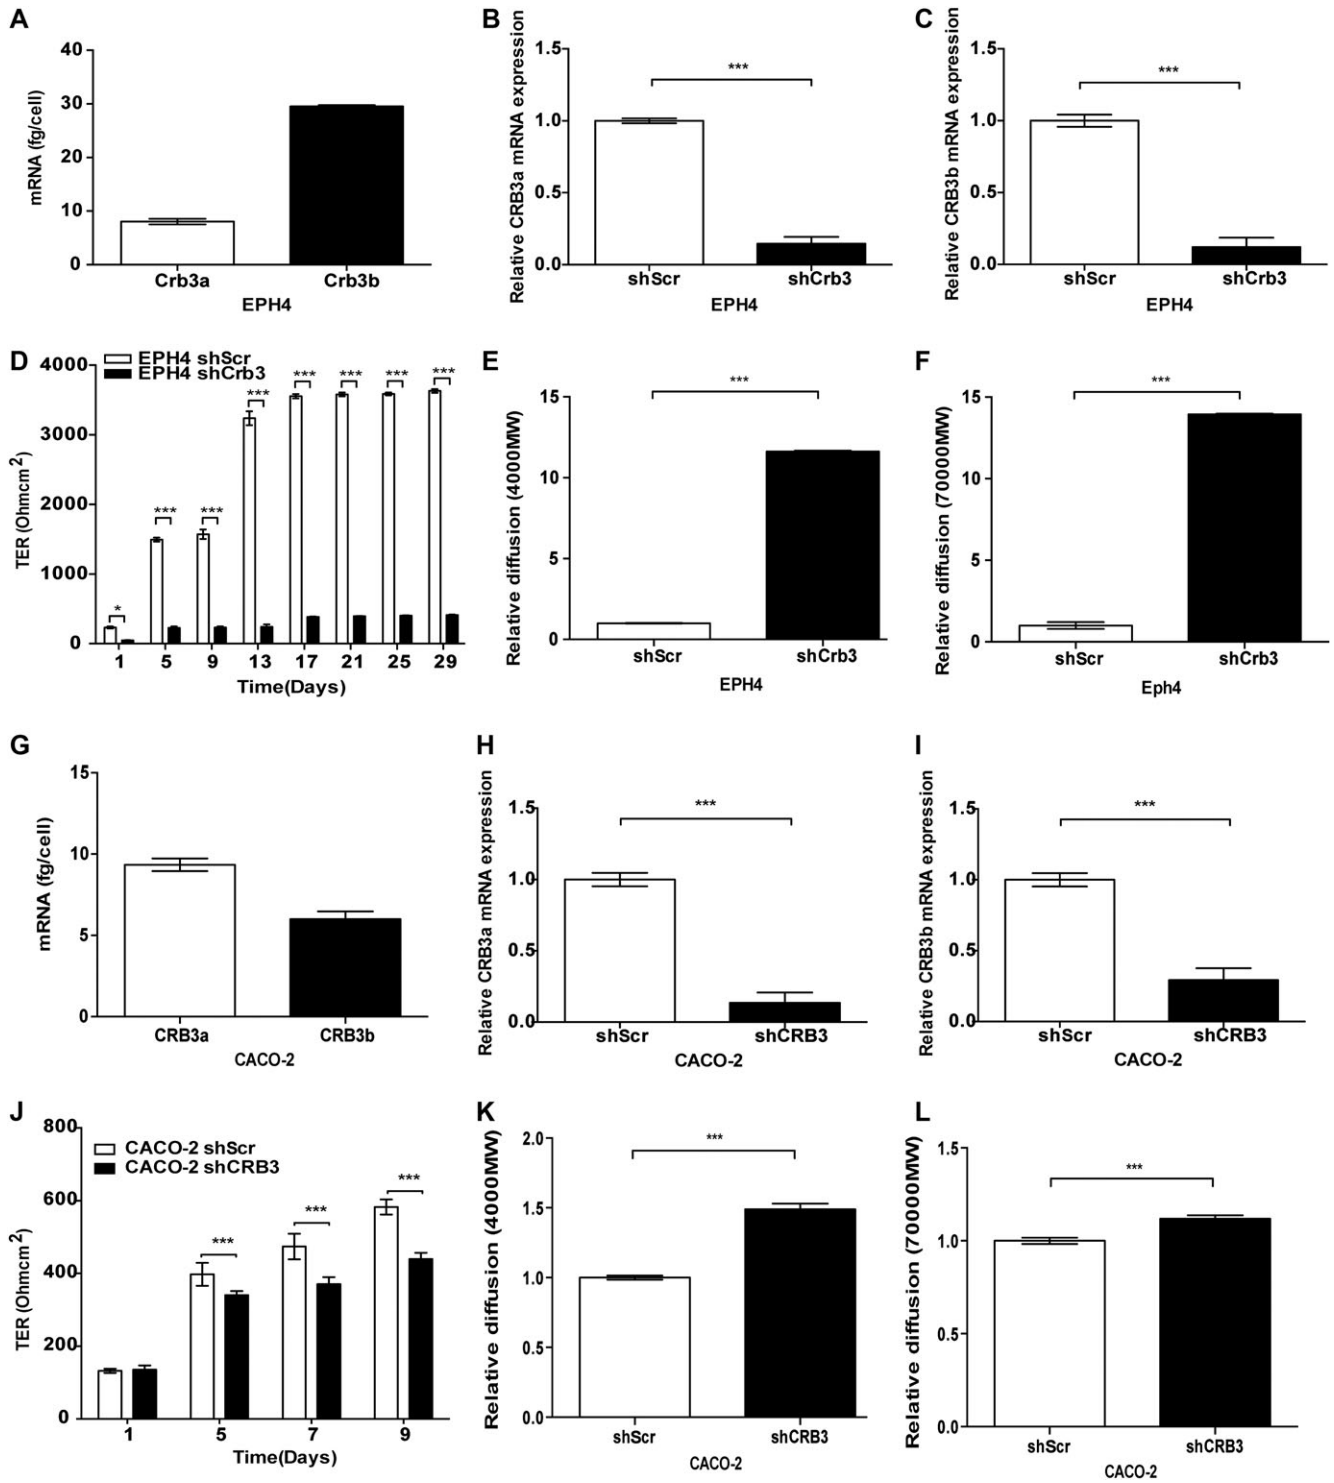 A
mRNA (fg/cell)
40
30
20
10
0
Crb3a
Crb3b
EPH4
B
Relative CRB3a mRNA expression
1.5
1.0
0.5
0.0
***
shScr
shCrb3
EPH4
C
Relative CRB3b mRNA expression
1.5
1.0
0.5
0.0
***
shScr
shCrb3
EPH4
D
EPH4 shScr
EPH4 shCrb3
TER (Ohmcm2)
4000
3000
2000
1000
0
*
***
***
***
***
***
***
***
1 5 9 13 17 21 25 29
Time(Days)
E
Relative diffusion (4000MW)
15
10
5
0
***
shScr
shCrb3
EPH4
F
Relative diffusion (70000MW)
15
10
5
0
***
shScr
shCrb3
Eph4
G
mRNA (fg/cell)
15
10
5
0
CRB3a
CRB3b
CACO-2
H
Relative CRB3a mRNA expression
1.5
1.0
0.5
0.0
***
shScr
shCRB3
CACO-2
I
Relative CRB3b mRNA expression
1.5
1.0
0.5
0.0
***
shScr
shCRB3
CACO-2
J
CACO-2 shScr
CACO-2 shCRB3
TER (Ohmcm2)
800
600
400
200
0
***
***
***
1 5 7 9
Time(Days)
K
Relative diffusion (4000MW)
2.0
1.5
1.0
0.5
0.0
***
shScr
shCRB3
CACO-2
L
Relative diffusion (70000MW)
1.5
1.0
0.5
0.0
***
shScr
shCRB3
CACO-2